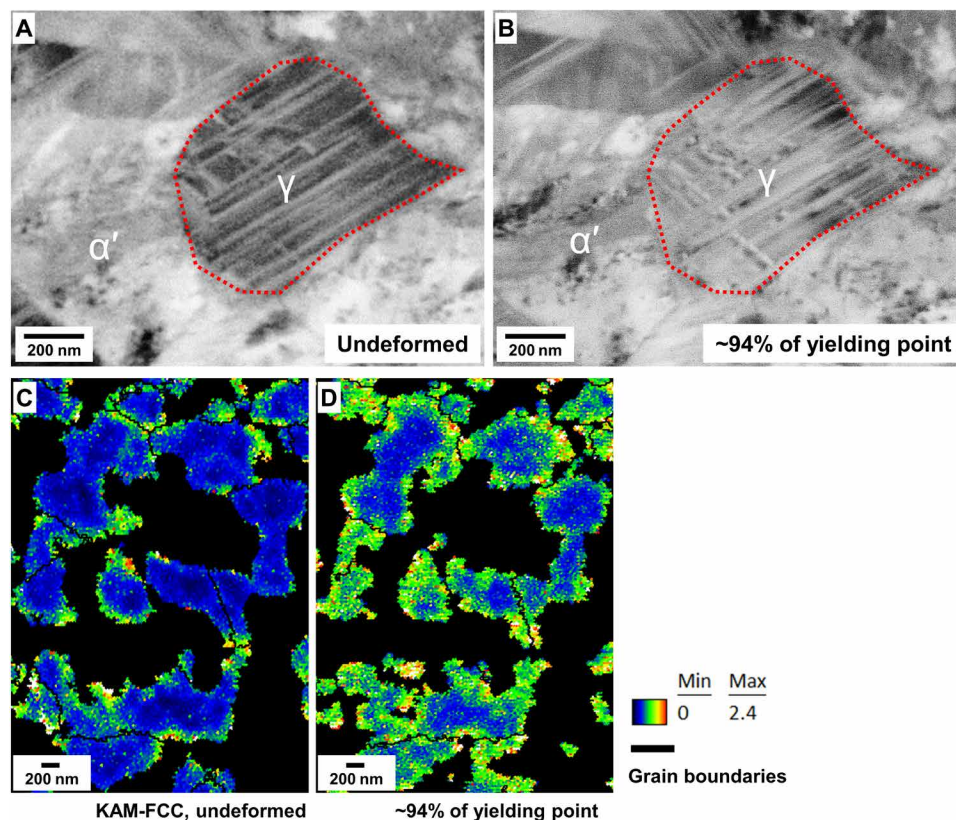 A
γ
α′
200 nm
Undeformed
B
γ
α′
200 nm
~94% of yielding point
C
200 nm
KAM-FCC, undeformed
D
200 nm
~94% of yielding point
Min Max
0 2.4
Grain boundaries